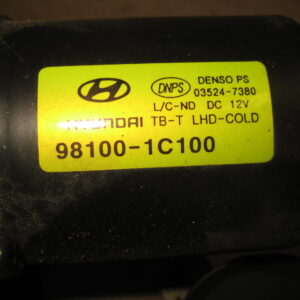 DNPS DENSO PS
03524-7380
L/C-ND DC 12V
HYUNDAI TB-T LHD-COLD
98100-1C100